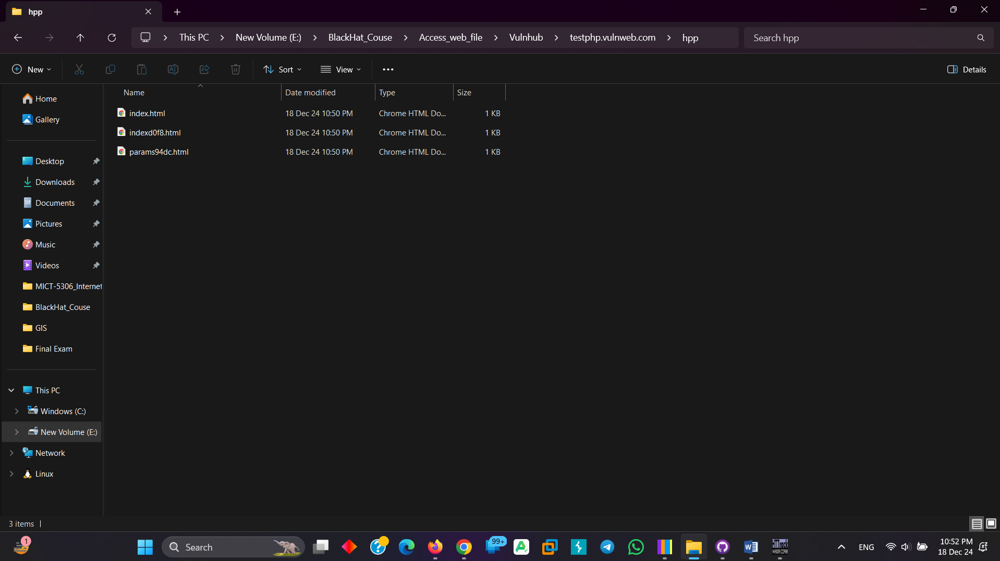 hpp
This PC > New Volume (E:) > BlackHat_Couse > Access_web_file > Vulnhub > testphp.vulnweb.com > hpp
Search hpp
New
Sort
View
Details
Name Date modified Type Size
index.html 18 Dec 24 10:50 PM Chrome HTML Do... 1 KB
indexd0f8.html 18 Dec 24 10:50 PM Chrome HTML Do... 1 KB
params94dc.html 18 Dec 24 10:50 PM Chrome HTML Do... 1 KB
Home
Gallery
Desktop
Downloads
Documents
Pictures
Music
Videos
MICT-5306_Internet
BlackHat_Couse
GIS
Final Exam
This PC
Windows (C:)
New Volume (E:)
Network
Linux
3 items
1
Search
99+
ENG
10:52 PM
18 Dec 24